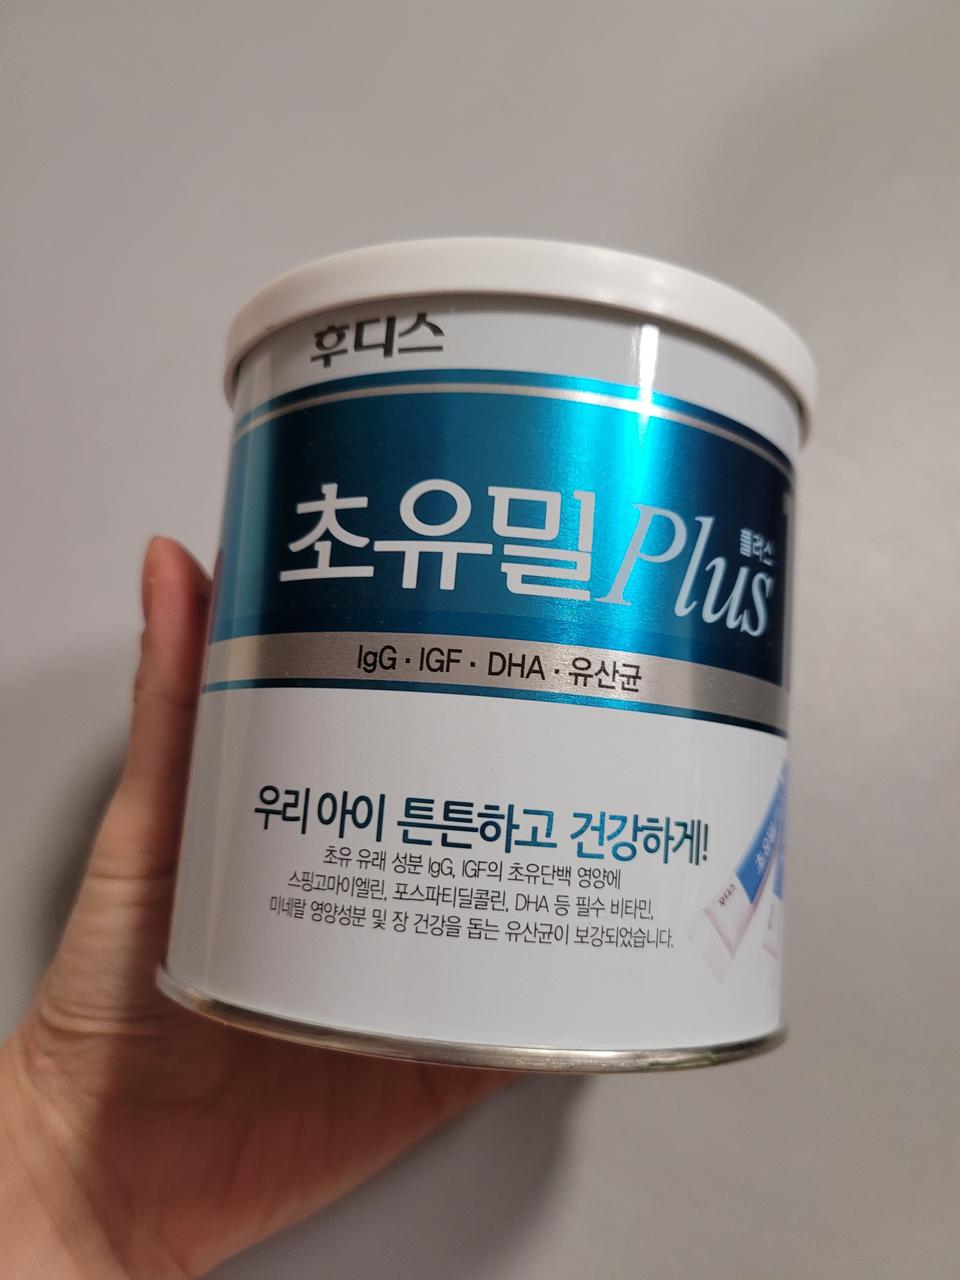 후디스
초유밀 Plus 플러스
IgG · IGF · DHA · 유산균
우리 아이 튼튼하고 건강하게!
초유 유래 성분 IgG, IGF의 초유단백 영양에
스핑고마이엘린, 포스파티딜콜린, DHA 등 필수 비타민,
미네랄 영양성분 및 장 건강을 돕는 유산균이 보강되었습니다.